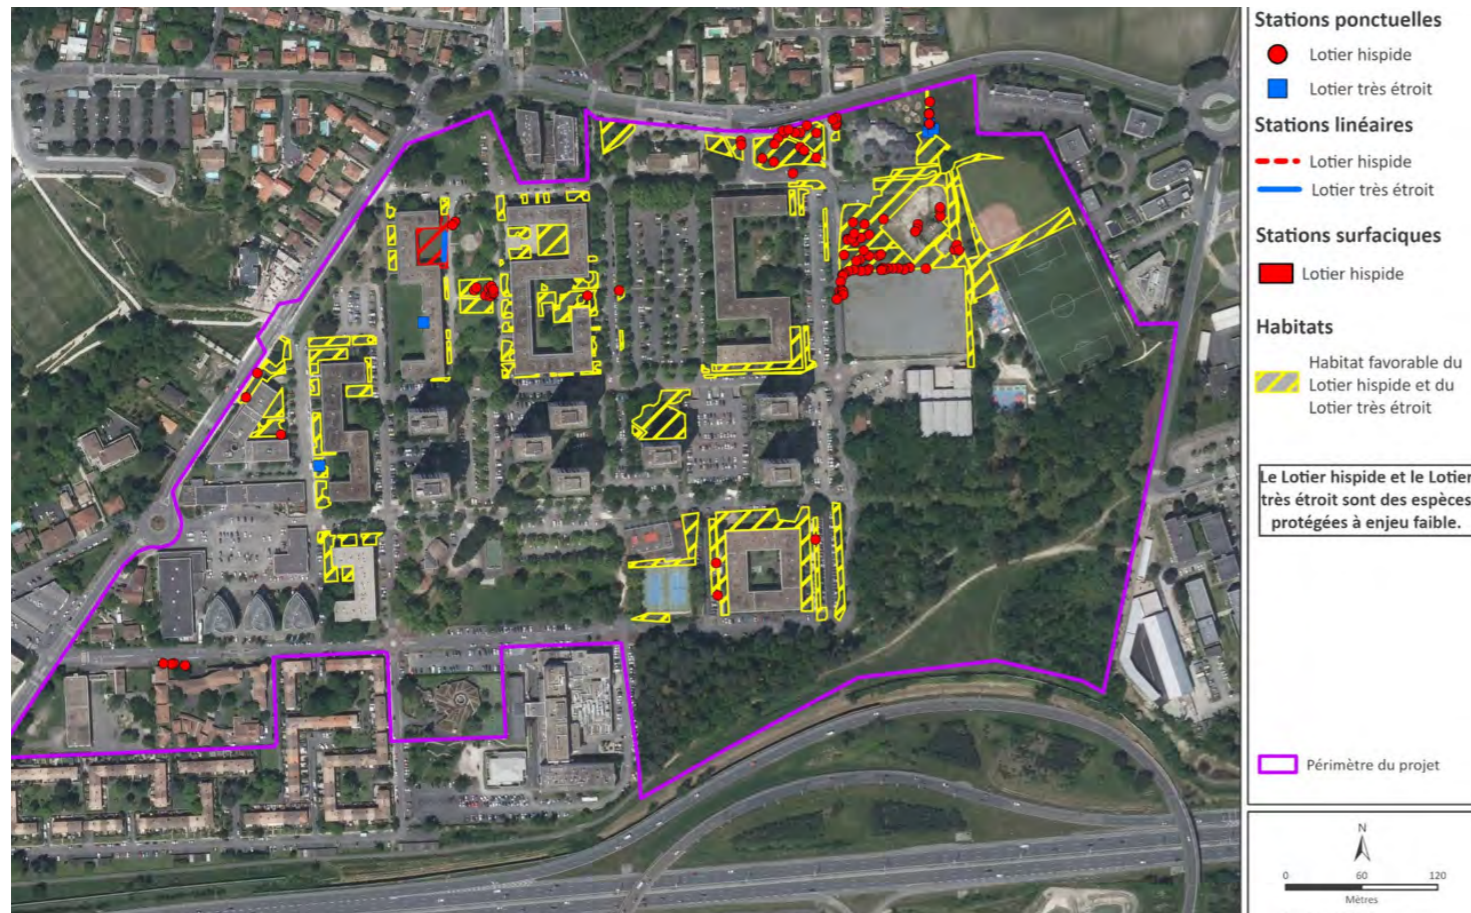 Stations ponctuelles
Lotier hispide
Lotier très étroit
Stations linéaires
Lotier hispide
Lotier très étroit
Stations surfaciques
Lotier hispide
Habitats
Habitat favorable du
Lotier hispide et du
Lotier très étroit
Le Lotier hispide et le Lotier
très étroit sont des espèces
protégées à enjeu faible.
Périmètre du projet
N
0 60 120
Mètres